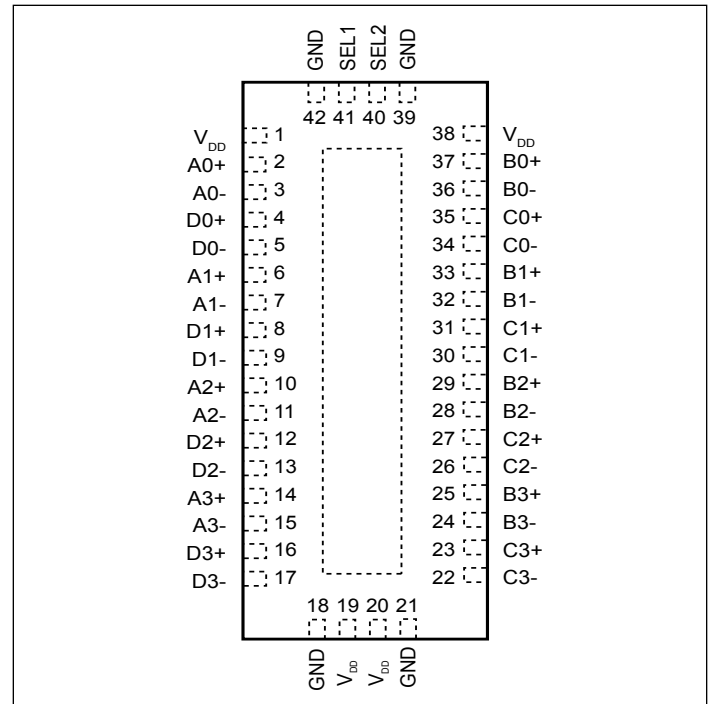 GND SEL1 SEL2 GND
42 41 40 39
V_DD 1 38 V_DD
A0+ 2 37 B0+
A0- 3 36 B0-
D0+ 4 35 C0+
D0- 5 34 C0-
A1+ 6 33 B1+
A1- 7 32 B1-
D1+ 8 31 C1+
D1- 9 30 C1-
A2+ 10 29 B2+
A2- 11 28 B2-
D2+ 12 27 C2+
D2- 13 26 C2-
A3+ 14 25 B3+
A3- 15 24 B3-
D3+ 16 23 C3+
D3- 17 22 C3-
18 19 20 21
GND V_DD V_DD GND